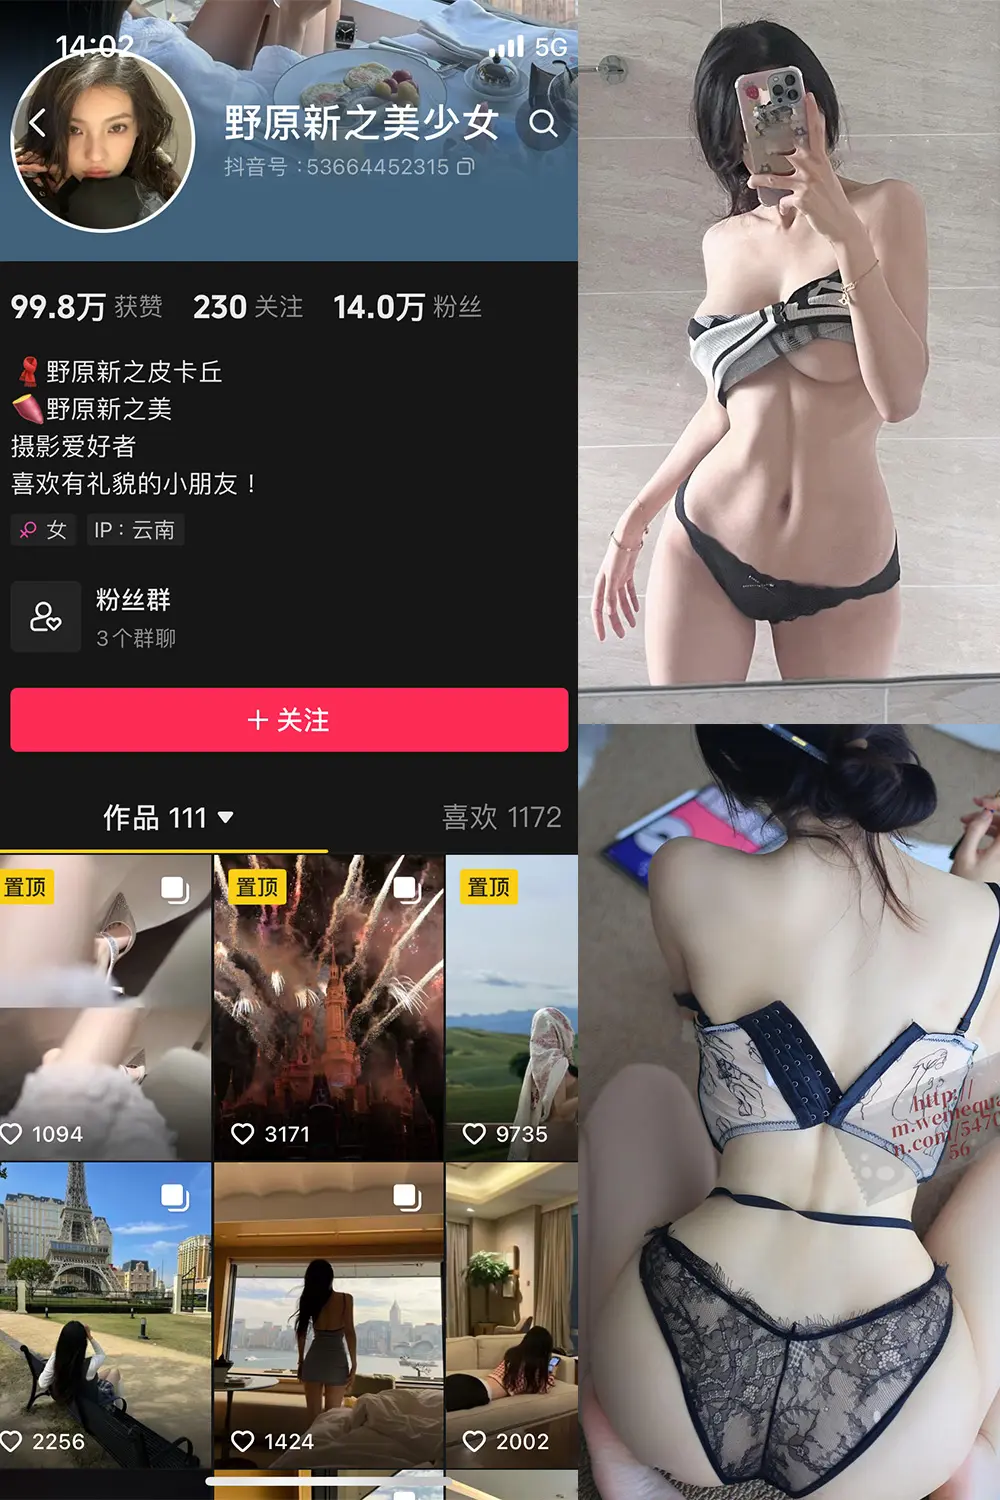 14:02
5G
野原新之美少女
抖音号：53664452315
99.8万 获赞 230 关注 14.0万 粉丝
野原新之皮卡丘
野原新之美
摄影爱好者
喜欢有礼貌的小朋友！
女 IP：云南
粉丝群
3个群聊
＋关注
作品 111 喜欢 1172
置顶 置顶 置顶
1094 3171 9735
2256 1424 2002
http://
n.com/5470
56